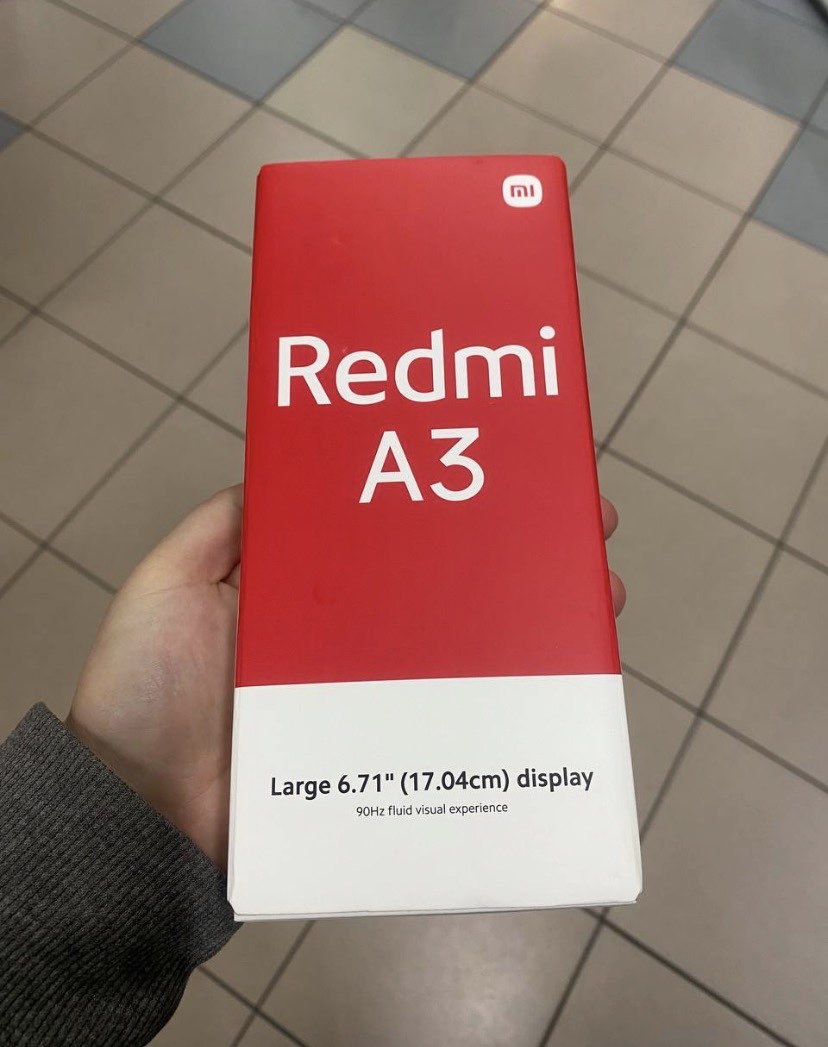 mi
Redmi
A3
Large 6.71" (17.04cm) display
90Hz fluid visual experience